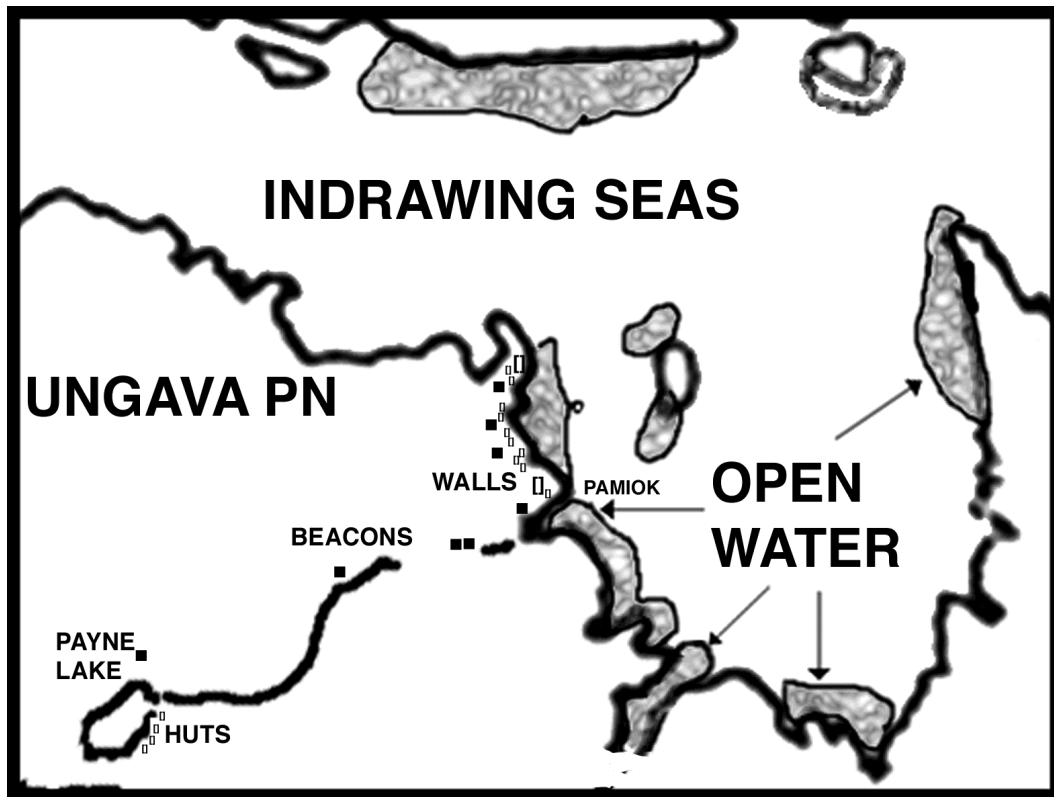 INDRAWING SEAS
UNGAVA PN
WALLS
PAMIOK
OPEN
WATER
BEACONS
PAYNE
LAKE
HUTS